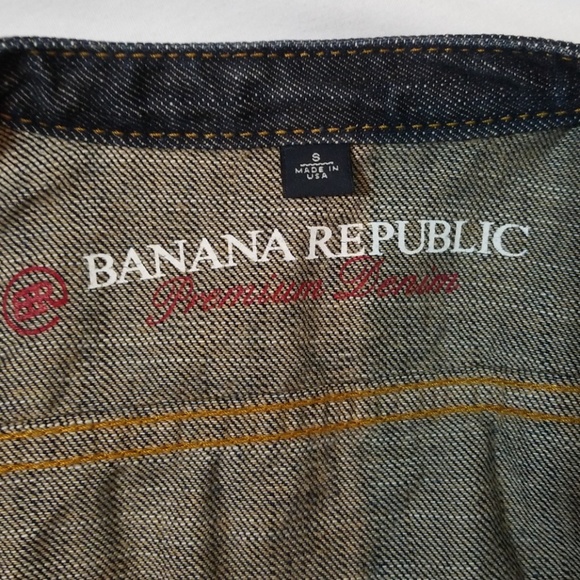 S
MADE IN
USA
BANANA REPUBLIC
Premium Denim
BR